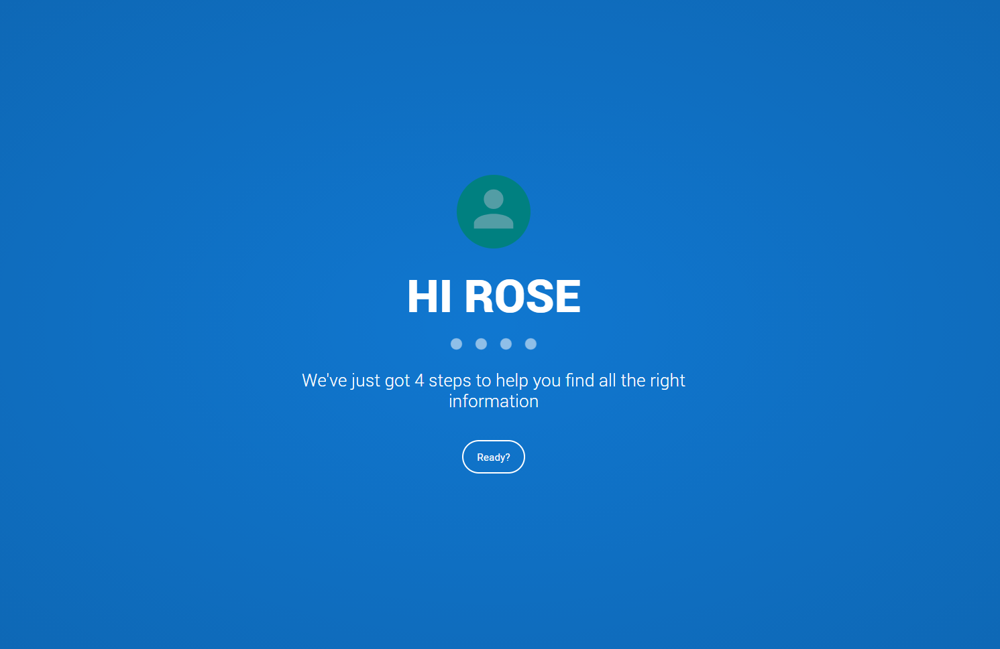 HI ROSE
We've just got 4 steps to help you find all the right
information
Ready?